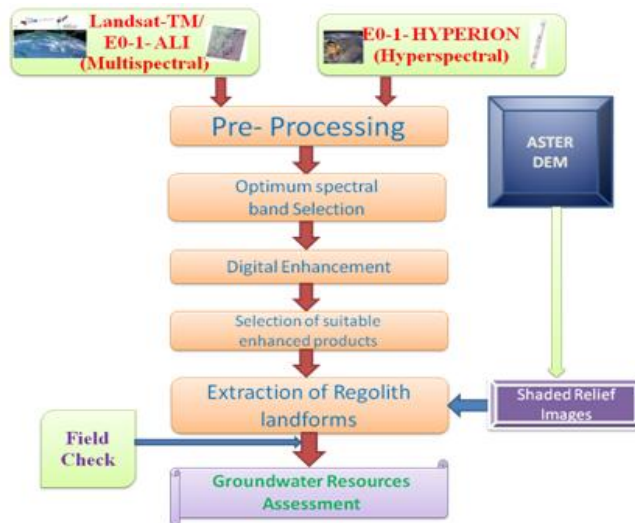 Landsat-TM/
E0-1- ALI
(Multispectral)
E0-1- HYPERION
(Hyperspectral)
Pre- Processing
ASTER
DEM
Optimum spectral
band Selection
Digital Enhancement
Selection of suitable
enhanced products
Extraction of Regolith
landforms
Shaded Relief
Images
Field
Check
Groundwater Resources
Assessment